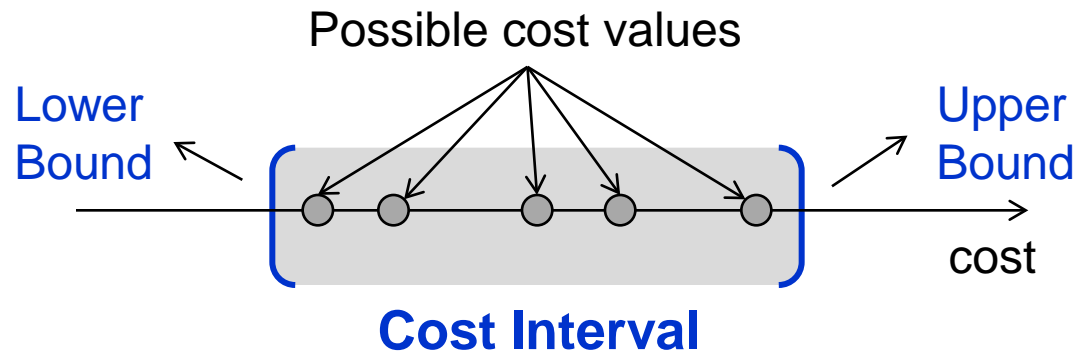 Possible cost values
Lower
Bound
Upper
Bound
cost
Cost Interval